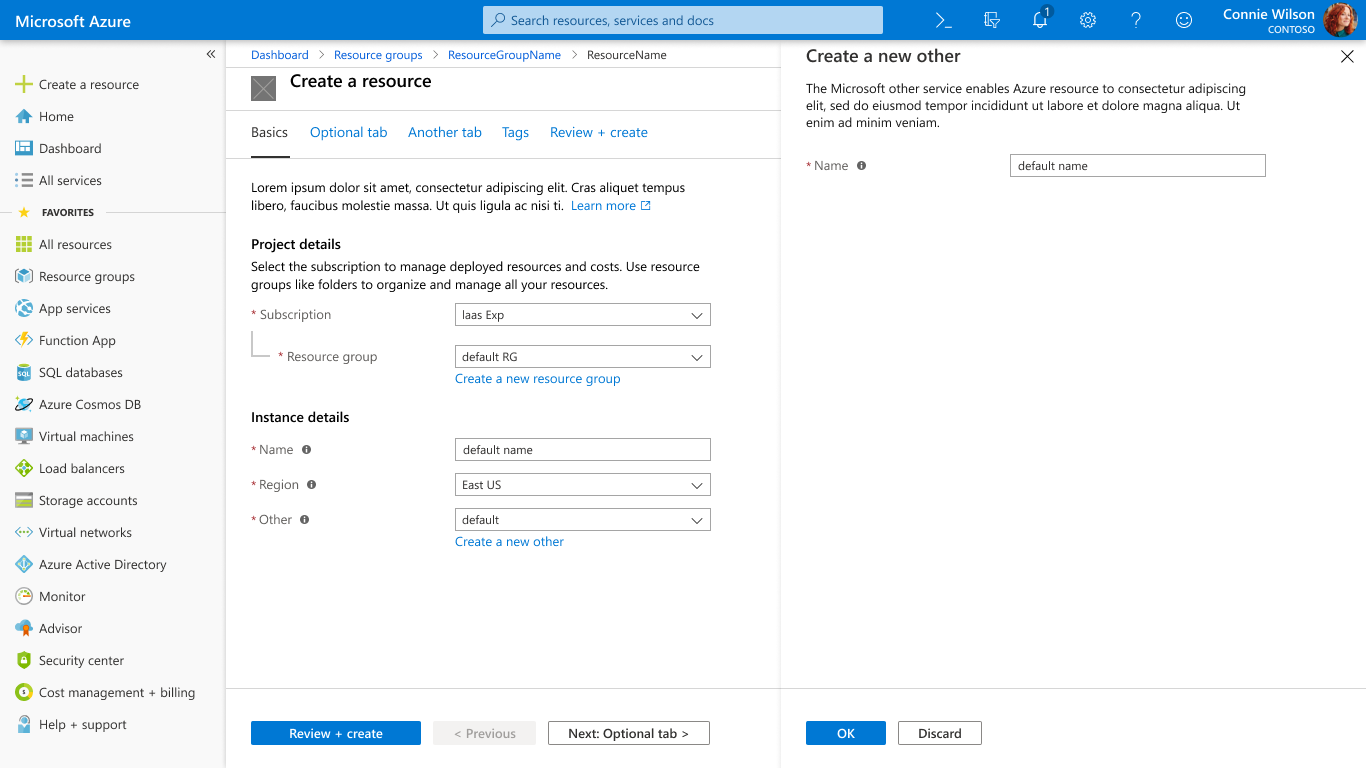 Microsoft Azure
Search resources, services and docs
1
Connie Wilson
CONTOSO
Create a resource
Home
Dashboard
All services
FAVORITES
All resources
Resource groups
App services
Function App
SQL databases
Azure Cosmos DB
Virtual machines
Load balancers
Storage accounts
Virtual networks
Azure Active Directory
Monitor
Advisor
Security center
Cost management + billing
Help + support
Dashboard > Resource groups > ResourceGroupName > ResourceName
Create a resource
Basics Optional tab Another tab Tags Review + create
Lorem ipsum dolor sit amet, consectetur adipiscing elit. Cras aliquet tempus
libero, faucibus molestie massa. Ut quis ligula ac nisi ti. Learn more
Project details
Select the subscription to manage deployed resources and costs. Use resource
groups like folders to organize and manage all your resources.
* Subscription Iaas Exp
* Resource group default RG
Create a new resource group
Instance details
* Name default name
* Region East US
* Other default
Create a new other
Review + create < Previous Next: Optional tab >
Create a new other
The Microsoft other service enables Azure resource to consectetur adipiscing
elit, sed do eiusmod tempor incididunt ut labore et dolore magna aliqua. Ut
enim ad minim veniam.
* Name default name
OK Discard